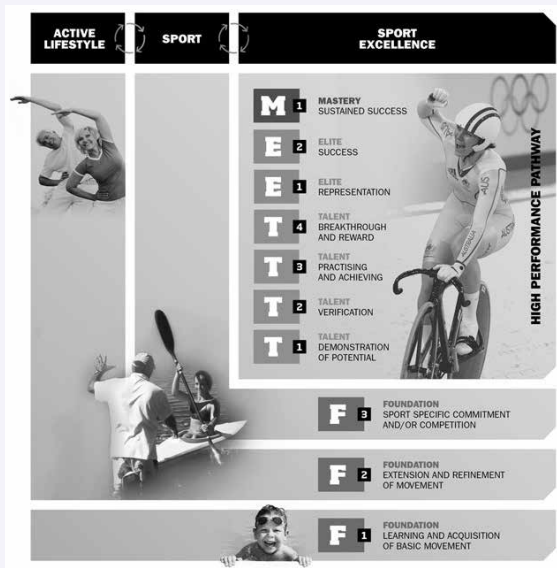 ACTIVE
LIFESTYLE
SPORT
SPORT
EXCELLENCE
M 1 MASTERY
SUSTAINED SUCCESS
E 2 ELITE
SUCCESS
E 1 ELITE
REPRESENTATION
T 4 TALENT
BREAKTHROUGH
AND REWARD
T 3 TALENT
PRACTISING
AND ACHIEVING
T 2 TALENT
VERIFICATION
T 1 TALENT
DEMONSTRATION
OF POTENTIAL
HIGH PERFORMANCE PATHWAY
AUS
AUSTRALIA
F 3 FOUNDATION
SPORT SPECIFIC COMMITMENT
AND/OR COMPETITION
F 2 FOUNDATION
EXTENSION AND REFINEMENT
OF MOVEMENT
F 1 FOUNDATION
LEARNING AND ACQUISITION
OF BASIC MOVEMENT